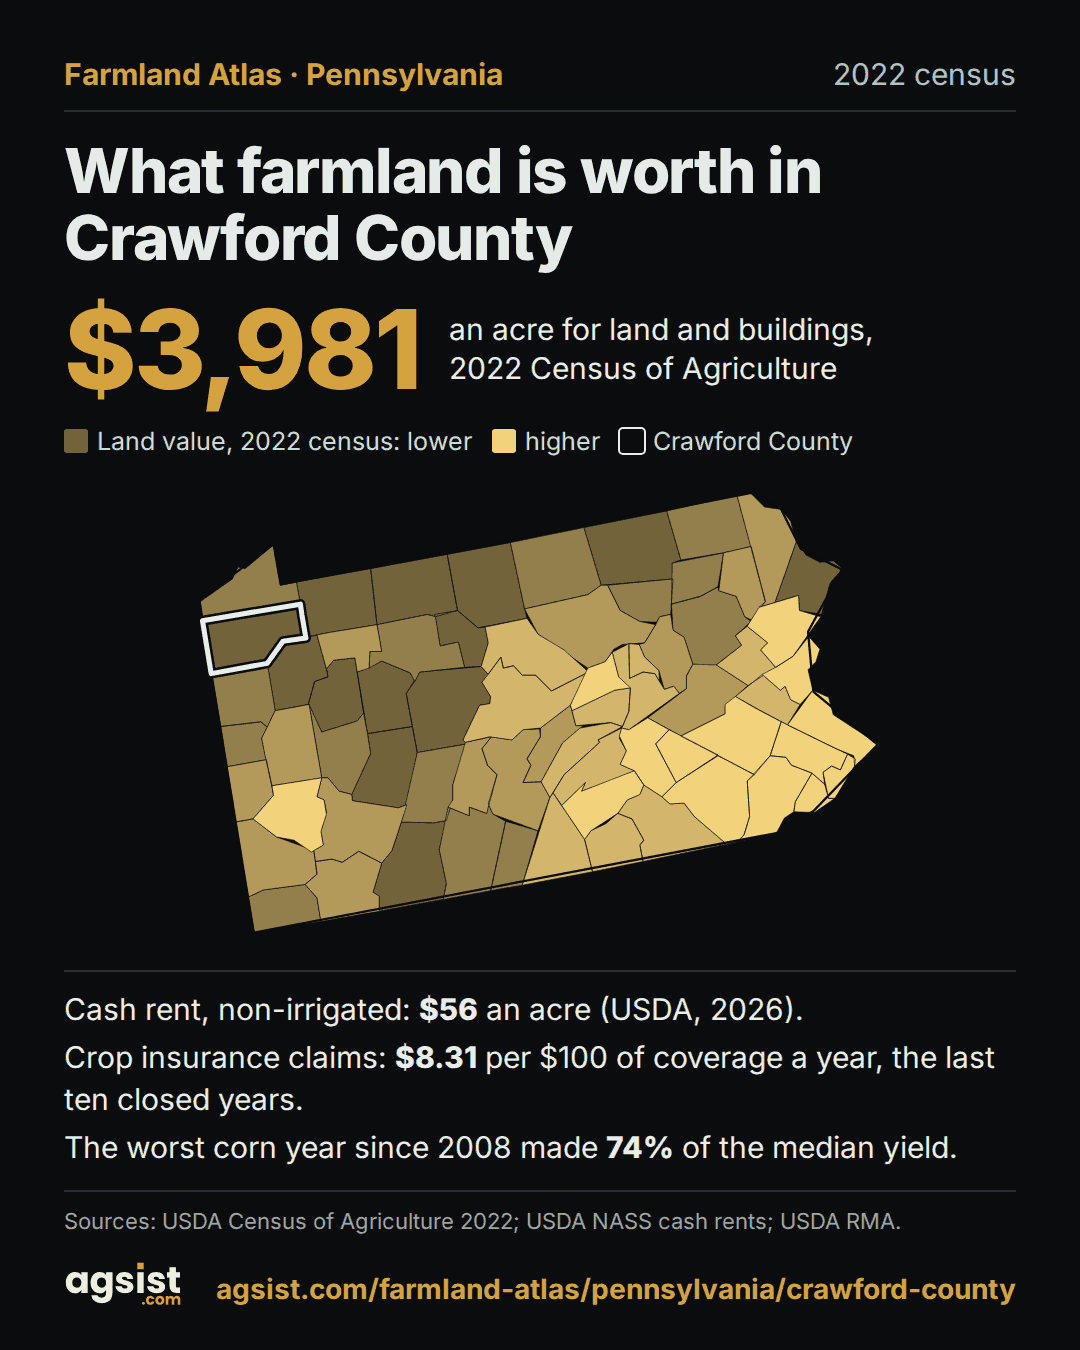 Farmland Atlas · Pennsylvania
2022 census
What farmland is worth in
Crawford County
$3,981
an acre for land and buildings,
2022 Census of Agriculture
Land value, 2022 census: lower
higher
Crawford County
Cash rent, non-irrigated: $56 an acre (USDA, 2026).
Crop insurance claims: $8.31 per $100 of coverage a year, the last
ten closed years.
The worst corn year since 2008 made 74% of the median yield.
Sources: USDA Census of Agriculture 2022; USDA NASS cash rents; USDA RMA.
agsist
.com
agsist.com/farmland-atlas/pennsylvania/crawford-county